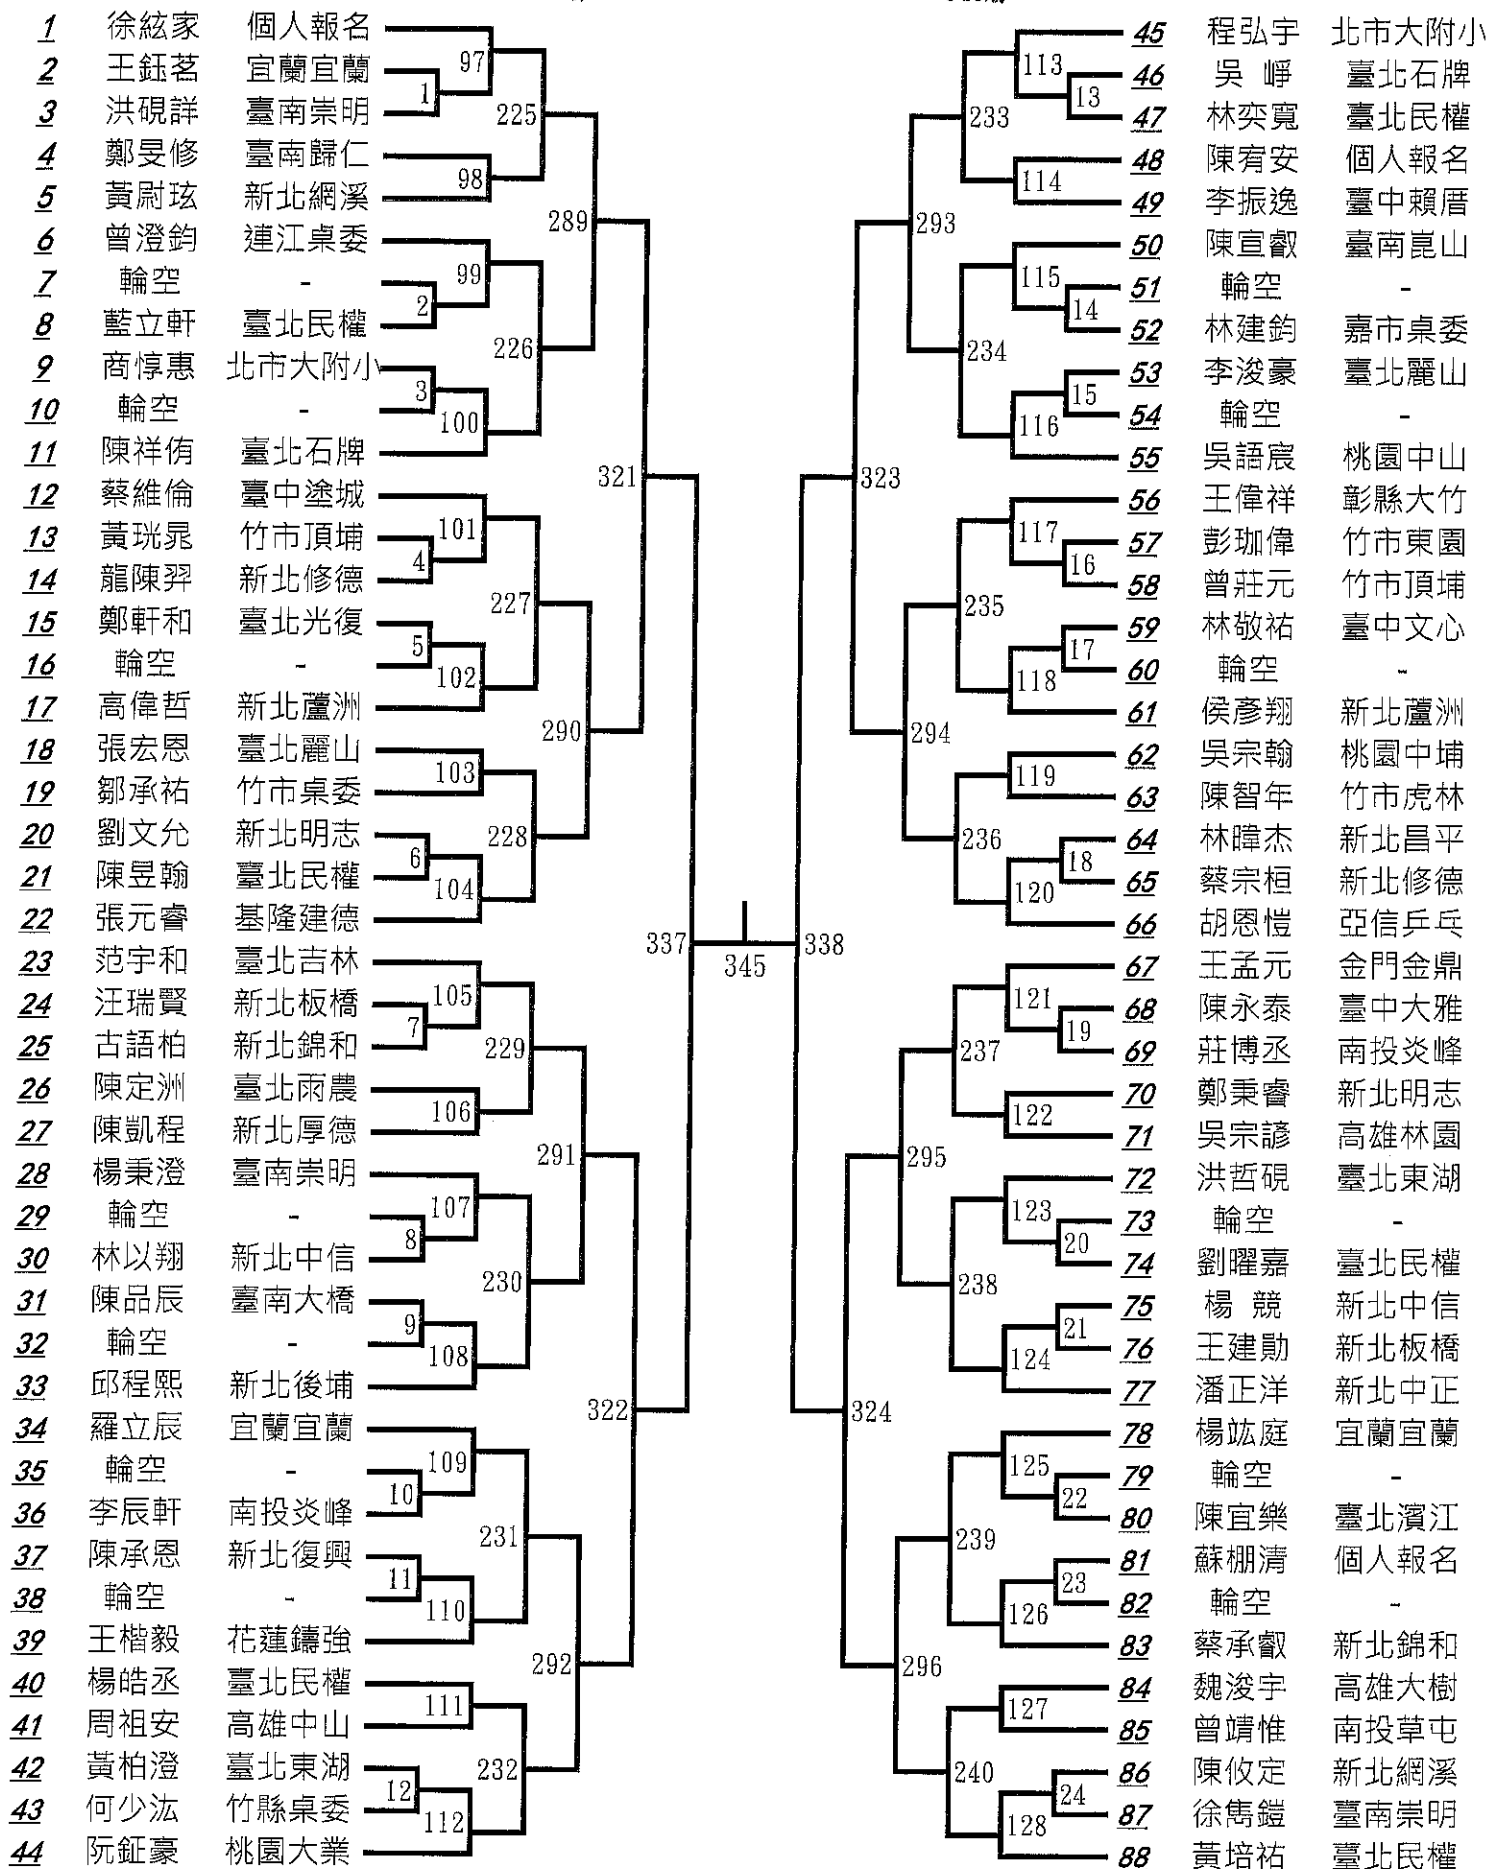 1 徐絃家 個人報名
2 王鈺茗 宜蘭宜蘭
3 洪硯詳 臺南崇明
4 鄭旻修 臺南歸仁
5 黃尉玹 新北網溪
6 曾澄鈞 連江桌委
7 輪空 -
8 藍立軒 臺北民權
9 商惇惠 北市大附小
10 輪空 -
11 陳祥侑 臺北石牌
12 蔡維倫 臺中塗城
13 黃珖晁 竹市頂埔
14 龍陳羿 新北修德
15 鄭軒和 臺北光復
16 輪空 -
17 高偉哲 新北蘆洲
18 張宏恩 臺北麗山
19 鄒承祐 竹市桌委
20 劉文允 新北明志
21 陳昱翰 臺北民權
22 張元睿 基隆建德
23 范宇和 臺北吉林
24 汪瑞賢 新北板橋
25 古語柏 新北錦和
26 陳定洲 臺北雨農
27 陳凱程 新北厚德
28 楊秉澄 臺南崇明
29 輪空 -
30 林以翔 新北中信
31 陳品辰 臺南大橋
32 輪空 -
33 邱程熙 新北後埔
34 羅立辰 宜蘭宜蘭
35 輪空 -
36 李辰軒 南投炎峰
37 陳承恩 新北復興
38 輪空 -
39 王楷毅 花蓮鑄強
40 楊皓丞 臺北民權
41 周祖安 高雄中山
42 黃柏澄 臺北東湖
43 何少汯 竹縣桌委
44 阮鉦豪 桃園大業
97
1
225
98
289
99
2
226
3
100
321
101
4
227
5
102
290
103
228
6
104
337
105
7
229
106
291
107
8
230
9
108
322
109
10
231
11
110
292
111
232
12
112
345
338
113
13
233
114
293
115
14
234
15
116
323
117
16
235
17
118
294
119
236
18
120
121
19
237
122
295
123
20
238
21
124
324
125
22
239
23
126
296
127
240
24
128
45 程弘宇 北市大附小
46 吳 崢 臺北石牌
47 林奕寬 臺北民權
48 陳宥安 個人報名
49 李振逸 臺中賴厝
50 陳宣叡 臺南崑山
51 輪空 -
52 林建鈞 嘉市桌委
53 李浚豪 臺北麗山
54 輪空 -
55 吳語宸 桃園中山
56 王偉祥 彰縣大竹
57 彭珈偉 竹市東園
58 曾莊元 竹市頂埔
59 林敬祐 臺中文心
60 輪空 -
61 侯彥翔 新北蘆洲
62 吳宗翰 桃園中埔
63 陳智年 竹市虎林
64 林暐杰 新北昌平
65 蔡宗桓 新北修德
66 胡恩愷 亞信乒乓
67 王孟元 金門金鼎
68 陳永泰 臺中大雅
69 莊博丞 南投炎峰
70 鄭秉睿 新北明志
71 吳宗諺 高雄林園
72 洪哲硯 臺北東湖
73 輪空 -
74 劉曜嘉 臺北民權
75 楊 競 新北中信
76 王建勛 新北板橋
77 潘正洋 新北中正
78 楊竑庭 宜蘭宜蘭
79 輪空 -
80 陳宜樂 臺北濱江
81 蘇棚清 個人報名
82 輪空 -
83 蔡承叡 新北錦和
84 魏浚宇 高雄大樹
85 曾靖惟 南投草屯
86 陳攸定 新北網溪
87 徐雋鎧 臺南崇明
88 黃培祐 臺北民權